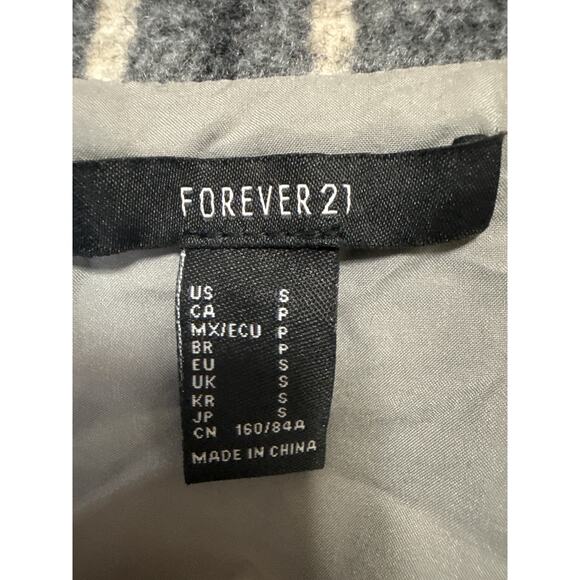 FOREVER 21
US S
CA P
MX/ECU P
BR P
EU S
UK S
KR S
JP S
CN 160/84A
MADE IN CHINA